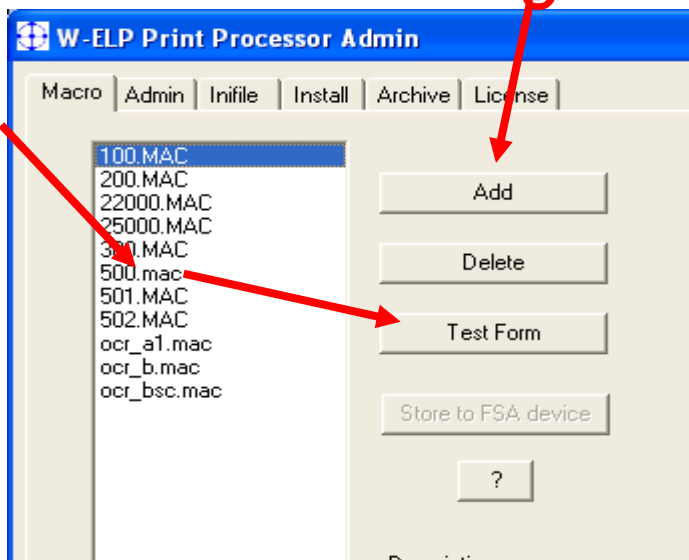 W-ELP Print Processor Admin
Macro Admin Inifile Install Archive License
100.MAC
200.MAC
22000.MAC
25000.MAC
300.MAC
500.mac
501.MAC
502.MAC
ocr_a1.mac
ocr_b.mac
ocr_bsc.mac
Add
Delete
Test Form
Store to FSA device
?